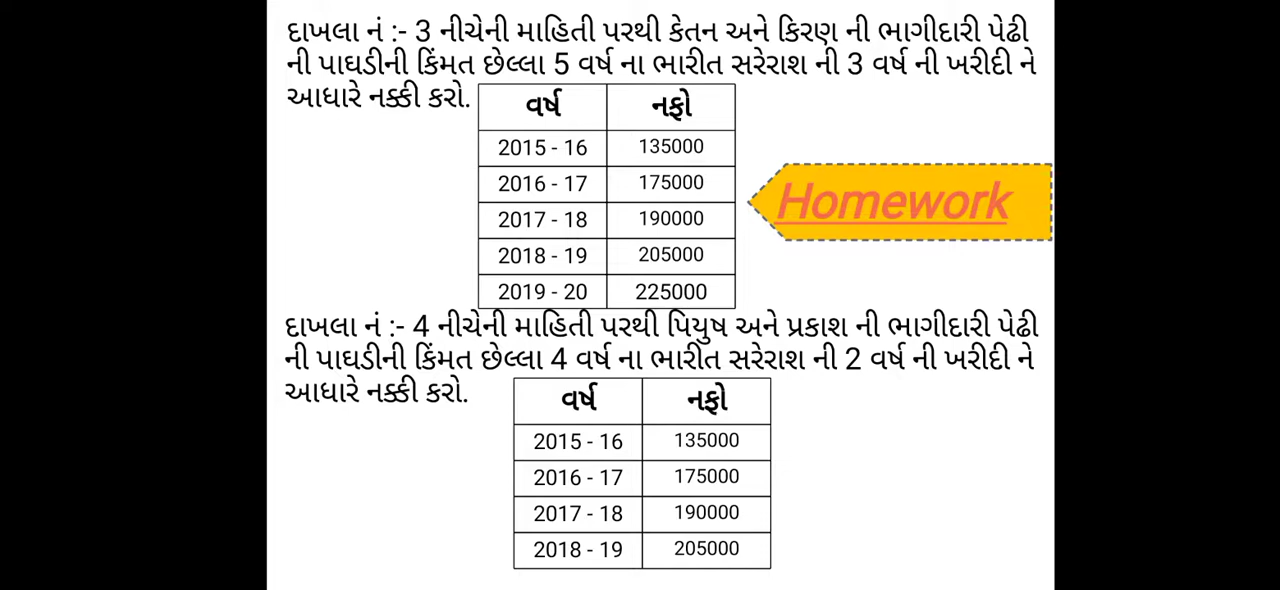 દાખલા નં :- 3 નીચેની માહિતી પરથી કેતન અને કિરણ ની ભાગીદારી પેઢી
ની પાઘડીની કિંમત છેલ્લા 5 વર્ષ ના ભારીત સરેરાશ ની 3 વર્ષ ની ખરીદી ને
આધારે નક્કી કરો.
વર્ષ નફો
2015 - 16 135000
2016 - 17 175000
2017 - 18 190000
2018 - 19 205000
2019 - 20 225000
Homework
દાખલા નં :- 4 નીચેની માહિતી પરથી પિયુષ અને પ્રકાશ ની ભાગીદારી પેઢી
ની પાઘડીની કિંમત છેલ્લા 4 વર્ષ ના ભારીત સરેરાશ ની 2 વર્ષ ની ખરીદી ને
આધારે નક્કી કરો.
વર્ષ નફો
2015 - 16 135000
2016 - 17 175000
2017 - 18 190000
2018 - 19 205000